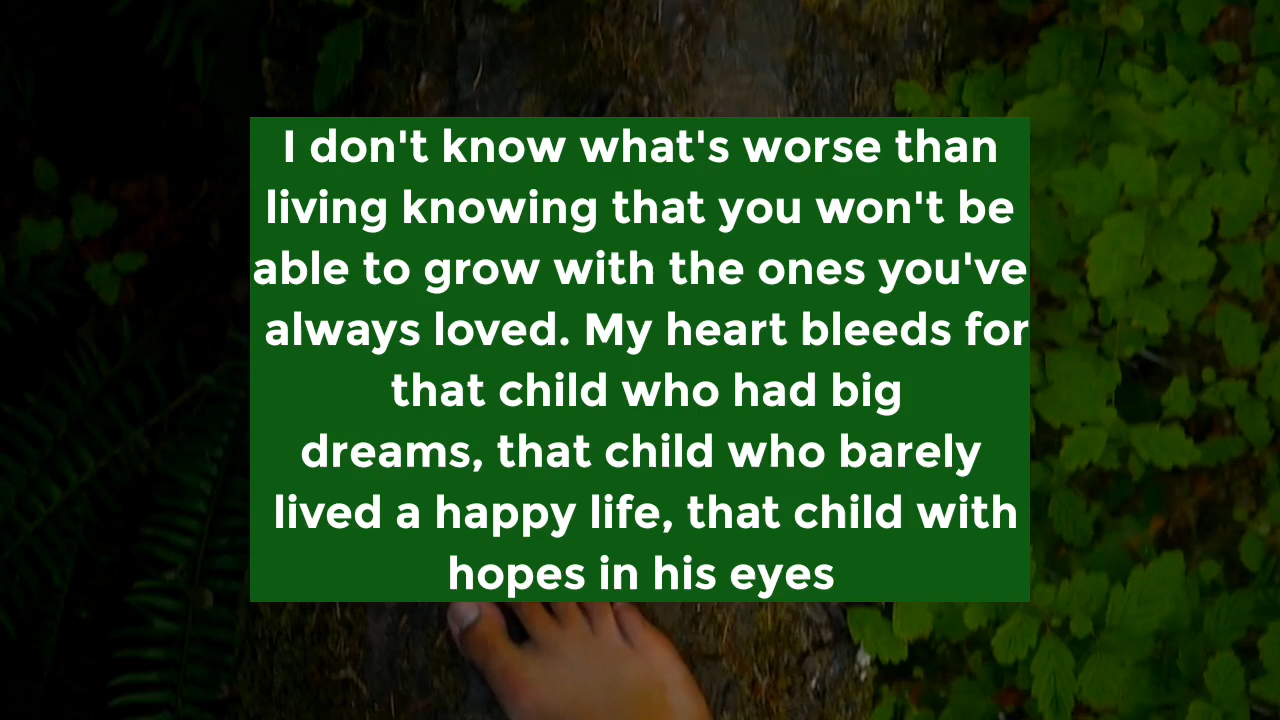 I don't know what's worse than
living knowing that you won't be
able to grow with the ones you've
always loved. My heart bleeds for
that child who had big
dreams, that child who barely
lived a happy life, that child with
hopes in his eyes